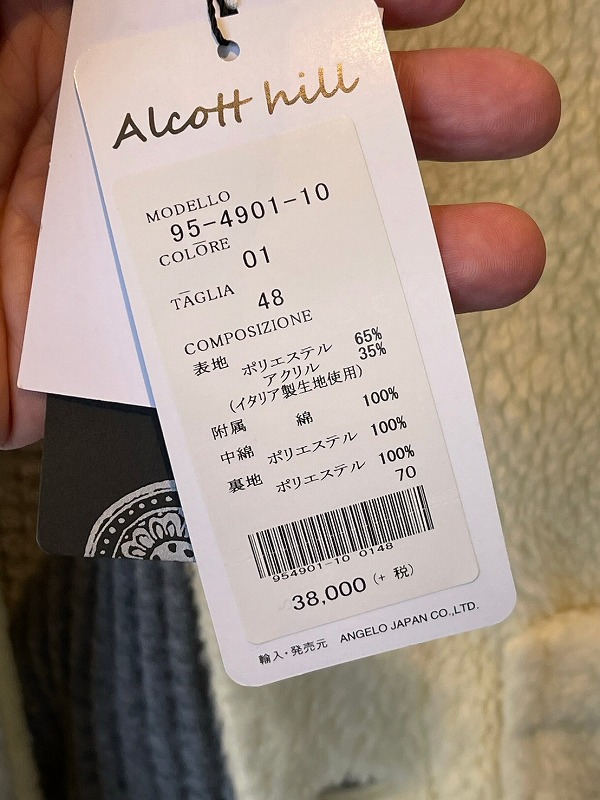 Alcott hill
MODELLO
95-4901-10
COLORE
01
TAGLIA
48
COMPOSIZIONE
表地 ポリエステル 65%
アクリル 35%
(イタリア製生地使用)
附属 綿 100%
中綿 ポリエステル 100%
裏地 ポリエステル 100%
70
954901-10 0148
38,000 (+ 税)
輸入・発売元 ANGELO JAPAN CO.,LTD.